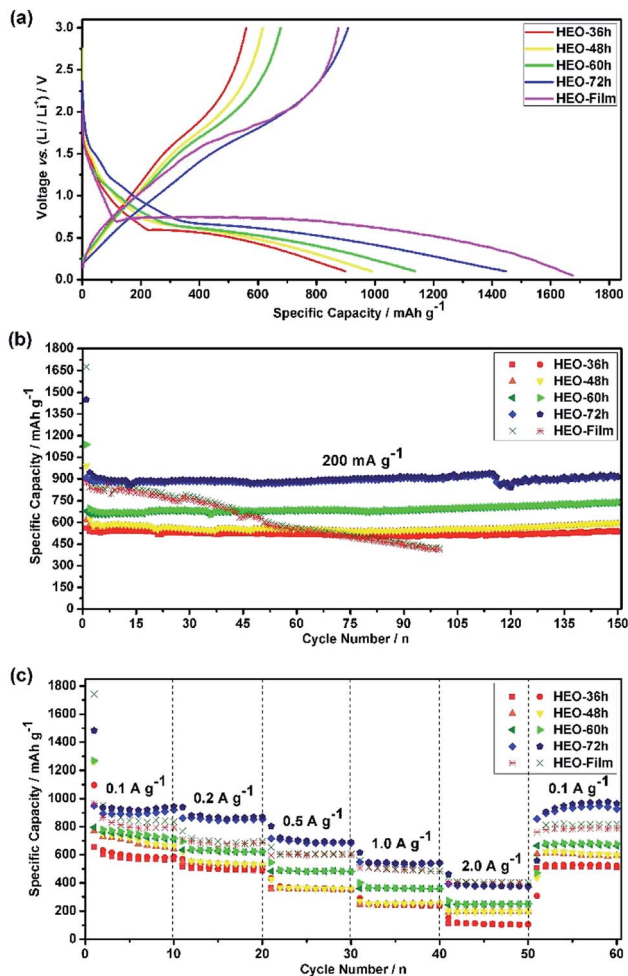 (a)
HEO-36h
HEO-48h
HEO-60h
HEO-72h
HEO-Film
Voltage vs. (Li / Li⁺) / V
3.0
2.5
2.0
1.5
1.0
0.5
0.0
0 200 400 600 800 1000 1200 1400 1600 1800
Specific Capacity / mAh g⁻¹
(b)
HEO-36h
HEO-48h
HEO-60h
HEO-72h
HEO-Film
200 mA g⁻¹
Specific Capacity / mAh g⁻¹
1800
1650
1500
1350
1200
1050
900
750
600
450
300
150
0
0 15 30 45 60 75 90 105 120 135 150
Cycle Number / n
(c)
HEO-36h
HEO-48h
HEO-60h
HEO-72h
HEO-Film
0.1 A g⁻¹
0.2 A g⁻¹
0.5 A g⁻¹
1.0 A g⁻¹
2.0 A g⁻¹
0.1 A g⁻¹
Specific Capacity / mAh g⁻¹
1800
1600
1400
1200
1000
800
600
400
200
0
0 10 20 30 40 50 60
Cycle Number / n